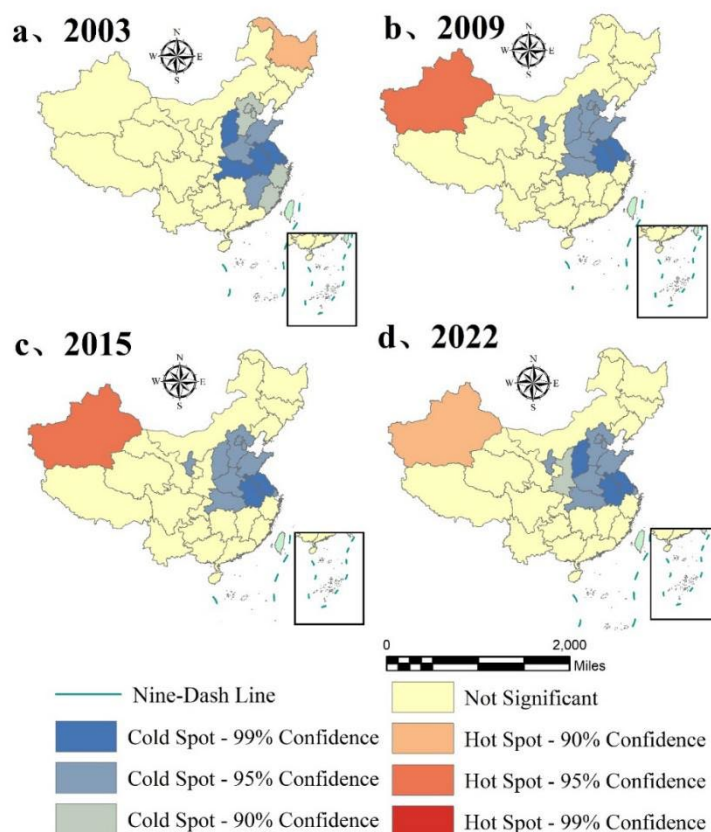 a、2003
N
W E
S
b、2009
N
W E
S
c、2015
N
W E
S
d、2022
N
W E
S
0 2,000
Miles
Nine-Dash Line
Cold Spot - 99% Confidence
Cold Spot - 95% Confidence
Cold Spot - 90% Confidence
Not Significant
Hot Spot - 90% Confidence
Hot Spot - 95% Confidence
Hot Spot - 99% Confidence